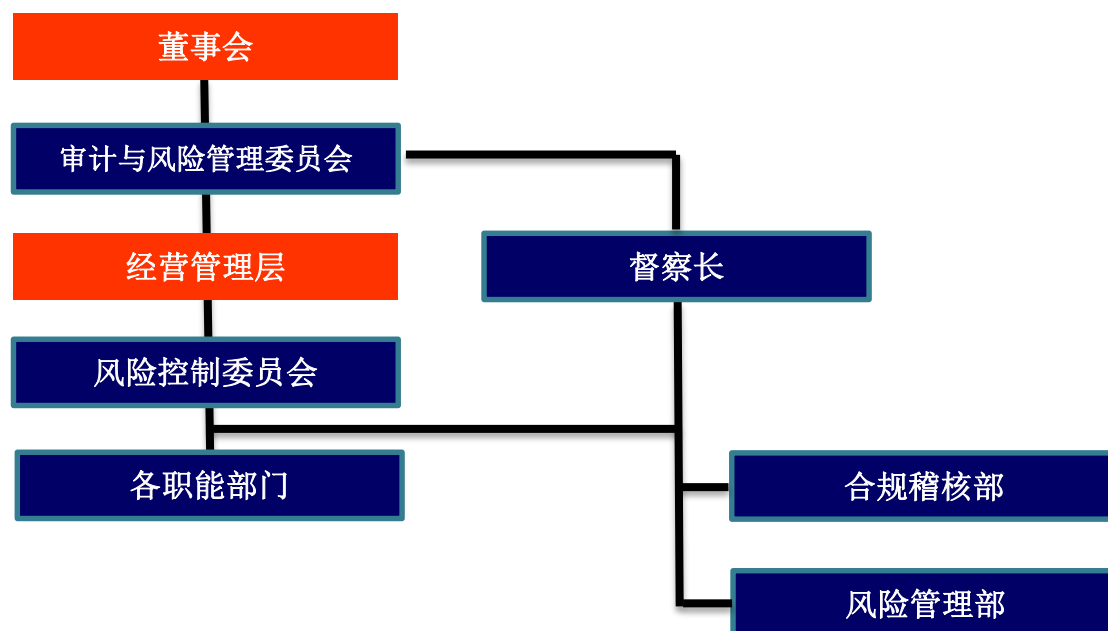 董事会
审计与风险管理委员会
经营管理层
督察长
风险控制委员会
各职能部门
合规稽核部
风险管理部